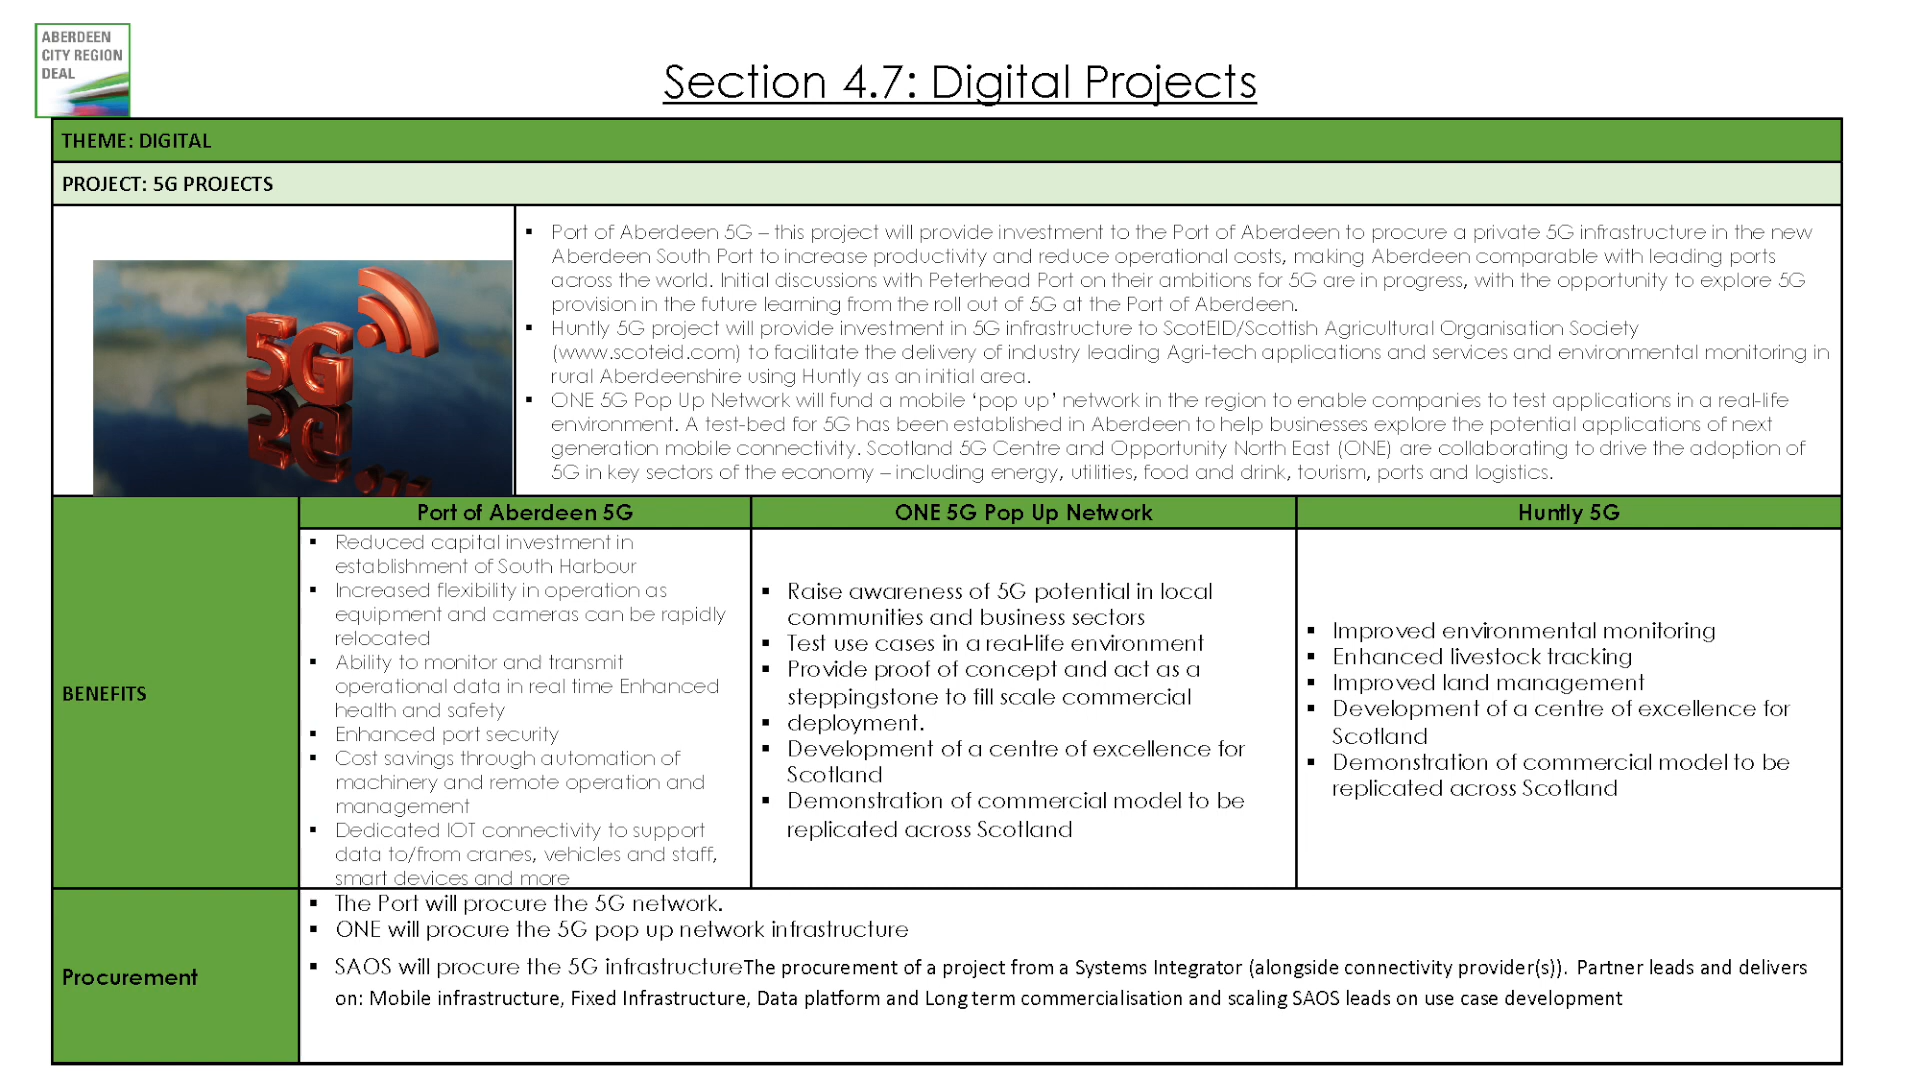 ABERDEEN
CITY REGION
DEAL
Section 4.7: Digital Projects
THEME: DIGITAL
PROJECT: 5G PROJECTS
5G
▪ Port of Aberdeen 5G – this project will provide investment to the Port of Aberdeen to procure a private 5G infrastructure in the new
Aberdeen South Port to increase productivity and reduce operational costs, making Aberdeen comparable with leading ports
across the world. Initial discussions with Peterhead Port on their ambitions for 5G are in progress, with the opportunity to explore 5G
provision in the future learning from the roll out of 5G at the Port of Aberdeen.
▪ Huntly 5G project will provide investment in 5G infrastructure to ScotEID/Scottish Agricultural Organisation Society
(www.scoteid.com) to facilitate the delivery of industry leading Agri-tech applications and services and environmental monitoring in
rural Aberdeenshire using Huntly as an initial area.
▪ ONE 5G Pop Up Network will fund a mobile ‘pop up’ network in the region to enable companies to test applications in a real-life
environment. A test-bed for 5G has been established in Aberdeen to help businesses explore the potential applications of next
generation mobile connectivity. Scotland 5G Centre and Opportunity North East (ONE) are collaborating to drive the adoption of
5G in key sectors of the economy – including energy, utilities, food and drink, tourism, ports and logistics.
BENEFITS
Port of Aberdeen 5G
▪ Reduced capital investment in
establishment of South Harbour
▪ Increased flexibility in operation as
equipment and cameras can be rapidly
relocated
▪ Ability to monitor and transmit
operational data in real time Enhanced
health and safety
▪ Enhanced port security
▪ Cost savings through automation of
machinery and remote operation and
management
▪ Dedicated IOT connectivity to support
data to/from cranes, vehicles and staff,
smart devices and more
ONE 5G Pop Up Network
▪ Raise awareness of 5G potential in local
communities and business sectors
▪ Test use cases in a real-life environment
▪ Provide proof of concept and act as a
steppingstone to fill scale commercial
▪ deployment.
▪ Development of a centre of excellence for
Scotland
▪ Demonstration of commercial model to be
replicated across Scotland
Huntly 5G
▪ Improved environmental monitoring
▪ Enhanced livestock tracking
▪ Improved land management
▪ Development of a centre of excellence for
Scotland
▪ Demonstration of commercial model to be
replicated across Scotland
Procurement
▪ The Port will procure the 5G network.
▪ ONE will procure the 5G pop up network infrastructure
▪ SAOS will procure the 5G infrastructureThe procurement of a project from a Systems Integrator (alongside connectivity provider(s)). Partner leads and delivers
on: Mobile infrastructure, Fixed Infrastructure, Data platform and Long term commercialisation and scaling SAOS leads on use case development